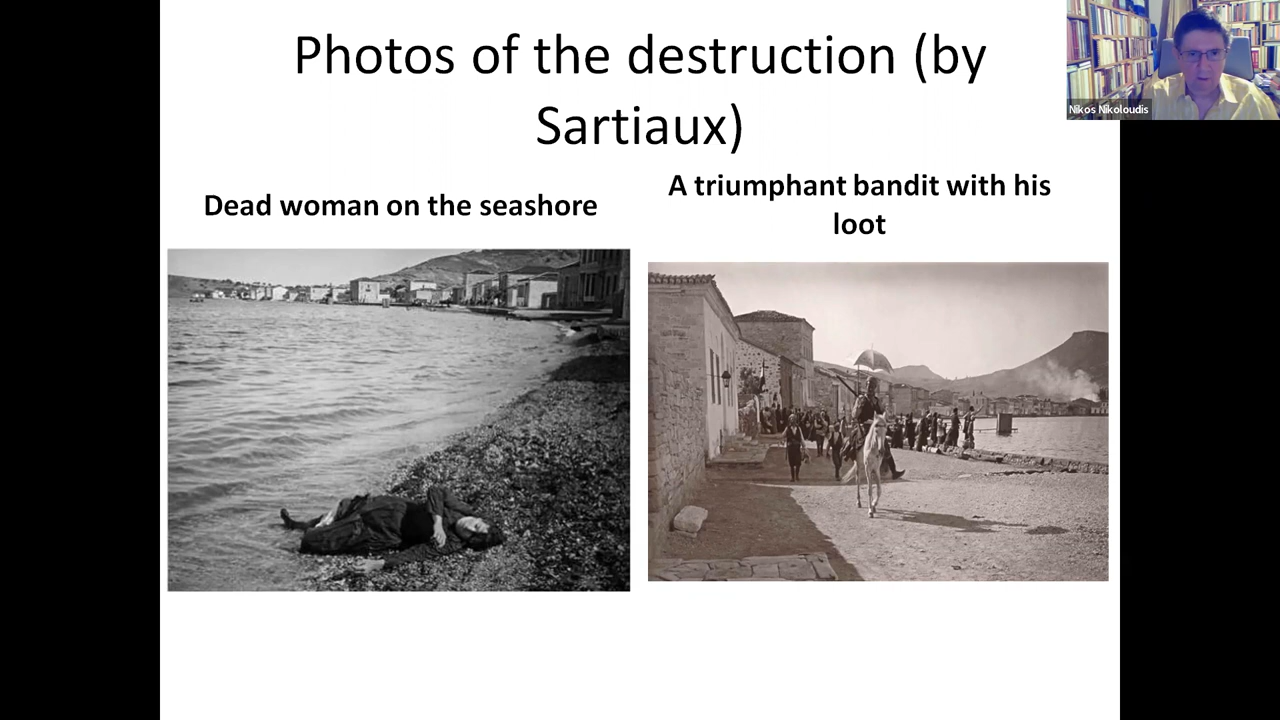 Photos of the destruction (by
Sartiaux)
Nikos Nikoloudis
Dead woman on the seashore
A triumphant bandit with his
loot